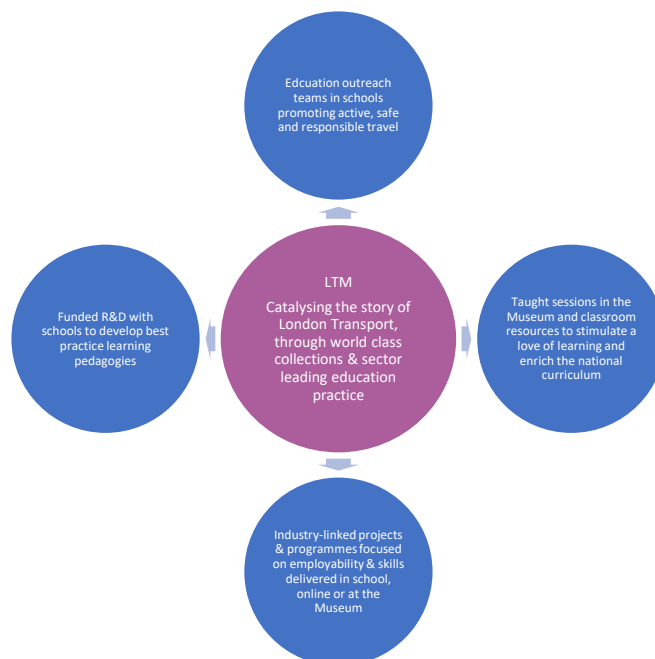 Edcuation outreach
teams in schools
promoting active, safe
and responsible travel
LTM
Catalysing the story of
London Transport,
through world class
collections & sector
leading education
practice
Funded R&D with
schools to develop best
practice learning
pedagogies
Taught sessions in the
Museum and classroom
resources to stimulate a
love of learning and
enrich the national
curriculum
Industry-linked projects
& programmes focused
on employability & skills
delivered in school,
online or at the
Museum